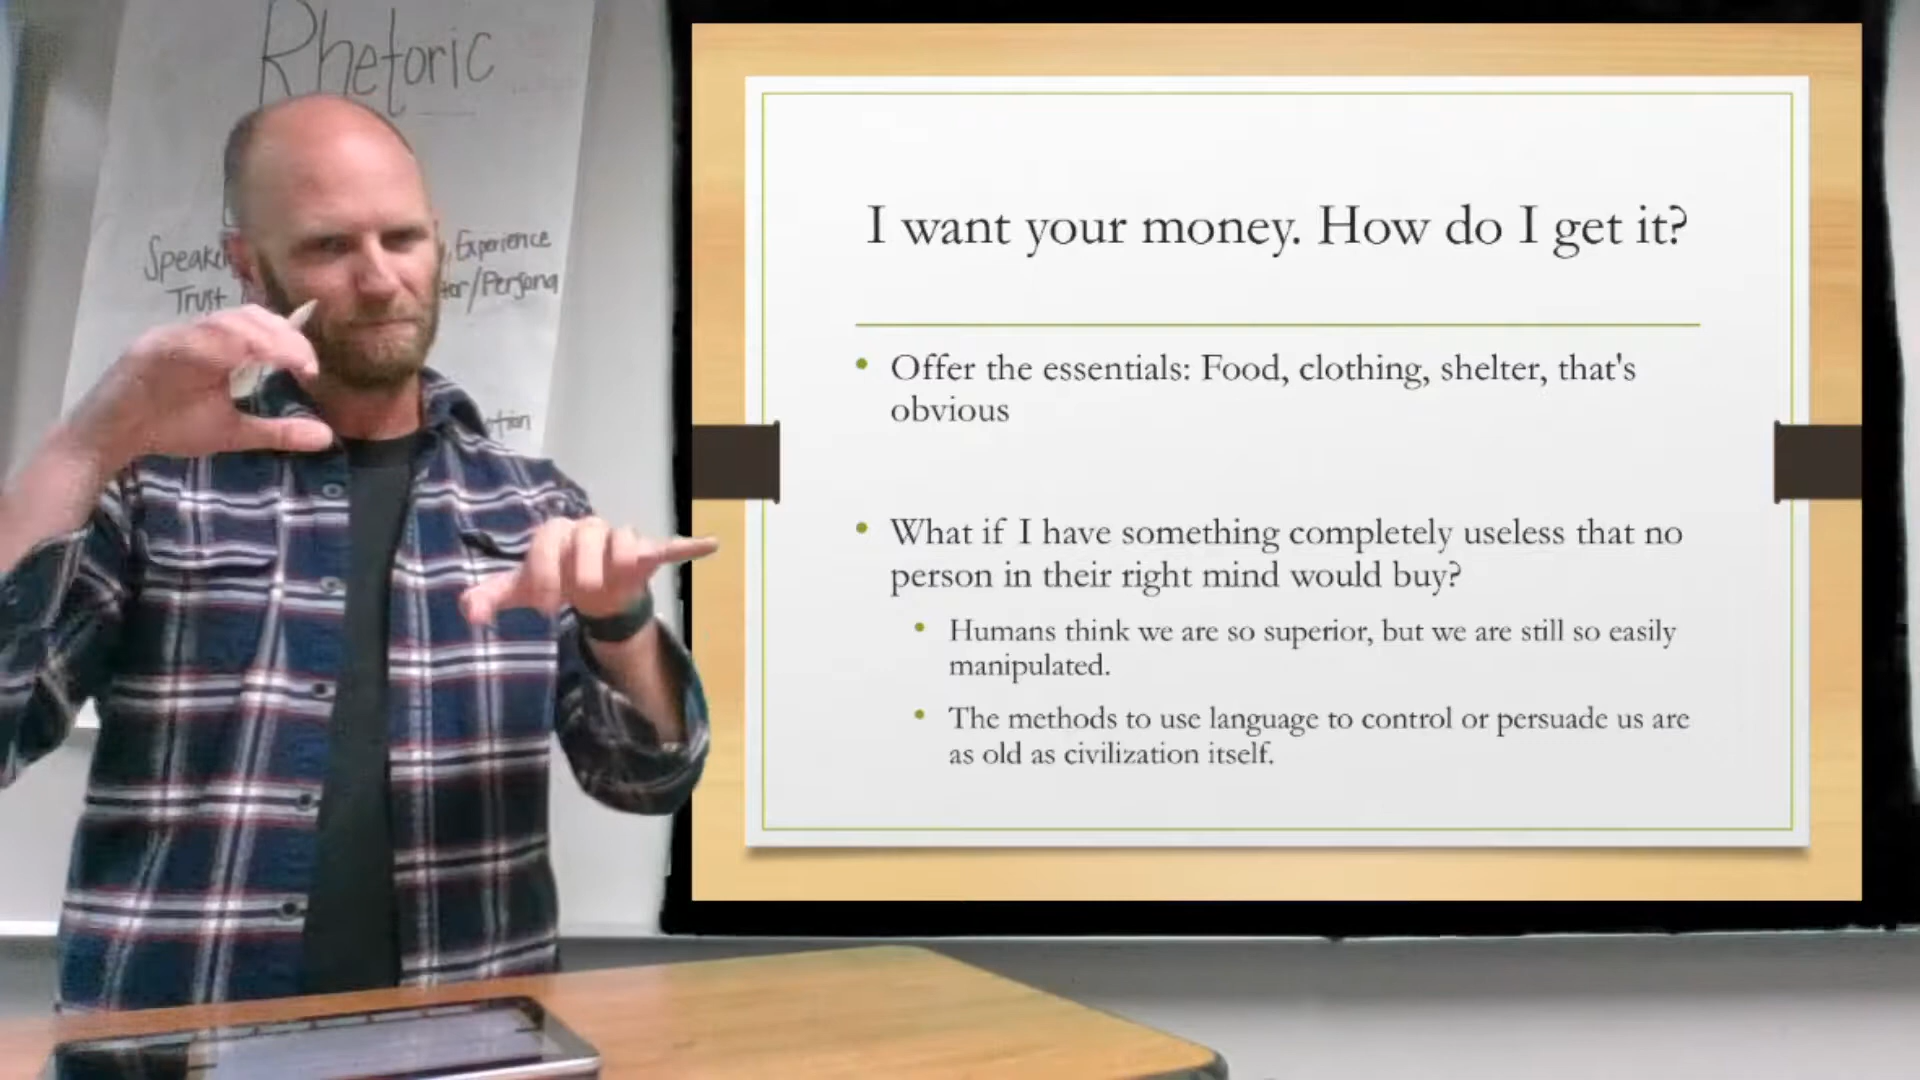 Rhetoric
Experience
Trust
I want your money. How do I get it?
• Offer the essentials: Food, clothing, shelter, that's
obvious
• What if I have something completely useless that no
person in their right mind would buy?
• Humans think we are so superior, but we are still so easily
manipulated.
• The methods to use language to control or persuade us are
as old as civilization itself.